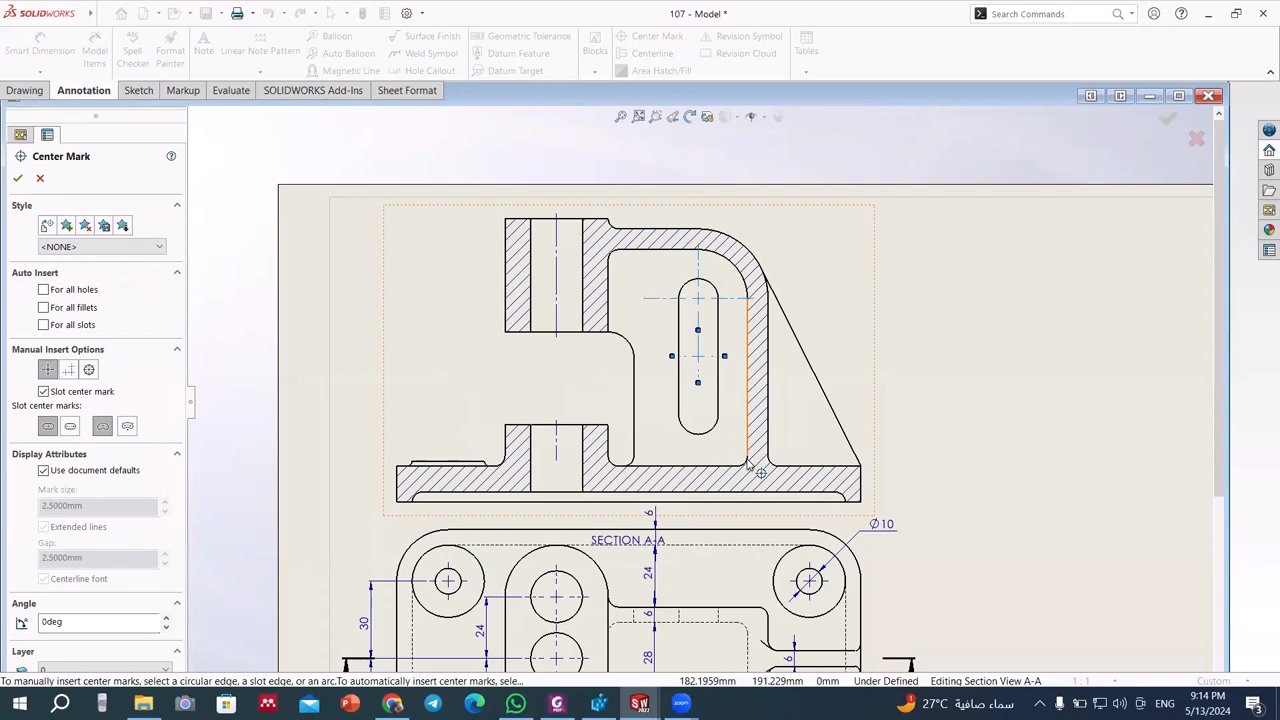 SOLIDWORKS
107 - Model *
Search Commands
Smart Dimension
Model Items
Spell Checker
Format Painter
Note
Linear Note Pattern
Balloon
Auto Balloon
Magnetic Line
Surface Finish
Weld Symbol
Hole Callout
Geometric Tolerance
Datum Feature
Datum Target
Blocks
Center Mark
Centerline
Area Hatch/Fill
Revision Symbol
Revision Cloud
Tables
Drawing
Annotation
Sketch
Markup
Evaluate
SOLIDWORKS Add-Ins
Sheet Format
Center Mark
Style
<NONE>
Auto Insert
For all holes
For all fillets
For all slots
Manual Insert Options
Slot center mark
Slot center marks:
Display Attributes
Use document defaults
Mark size:
2.5000mm
Extended lines
Gap:
2.5000mm
Centerline font
Angle
0deg
Layer
6
SECTION A-A
Ø10
24
30
24
6
28
6
To manually insert center marks, select a circular edge, a slot edge, or an arc.To automatically insert center marks, sele...
182.1959mm
191.229mm
0mm
Under Defined
Editing Section View A-A
1 : 1
Custom
27°C سماء صافية
ENG
9:14 PM
5/13/2024